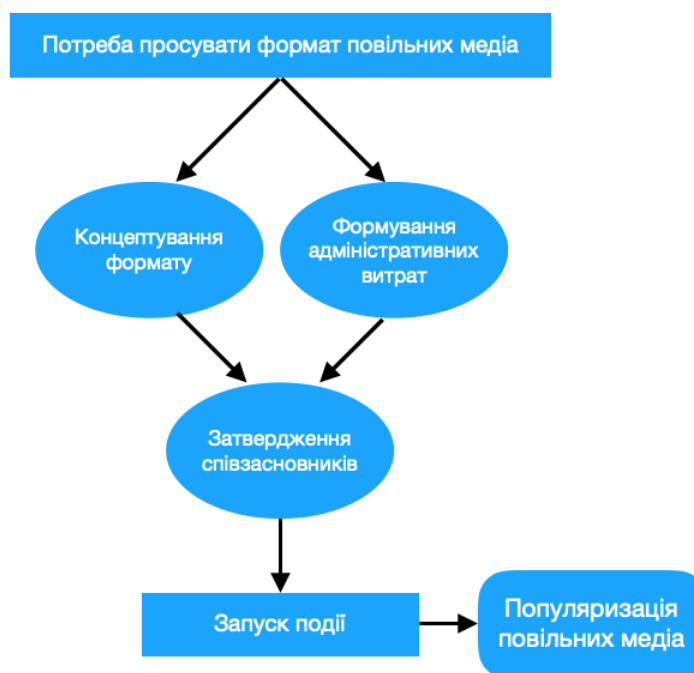 Потреба просувати формат повільних медіа
Концептування
формату
Формування
адміністративних
витрат
Затвердження
співзасновників
Запуск події
Популяризація
повільних медіа